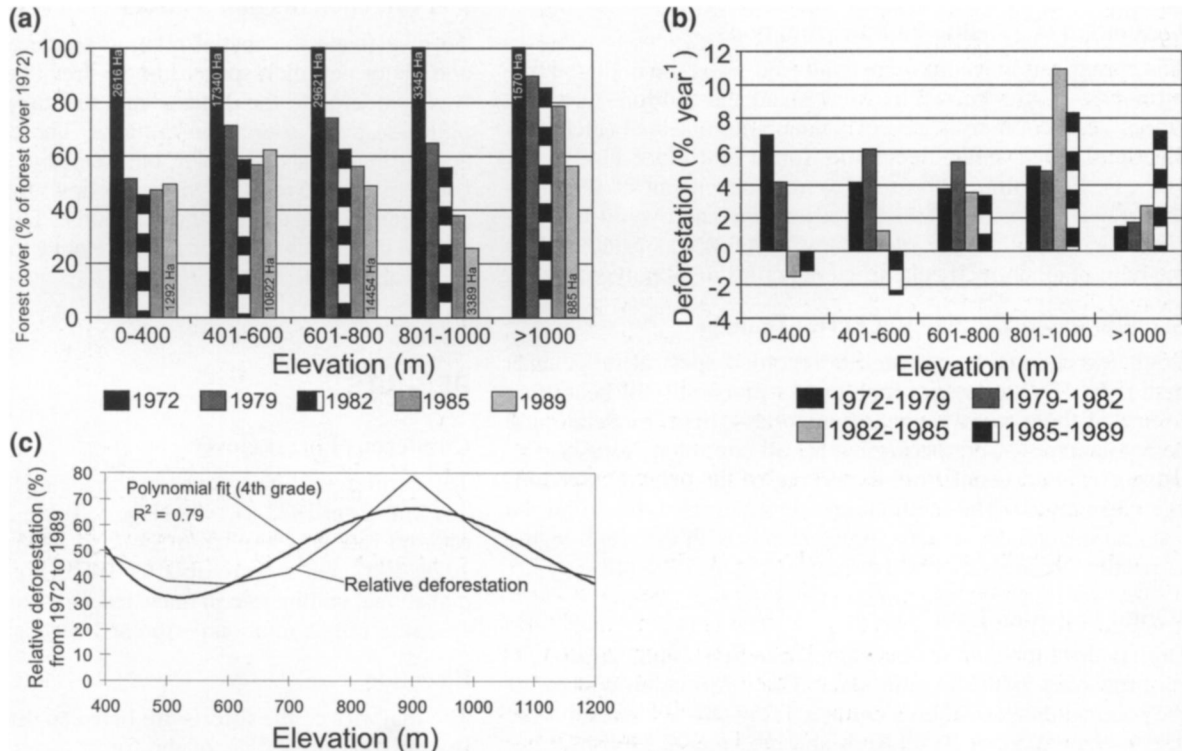 (a)
Forest cover (% of forest cover 1972)
100
80
60
40
20
0
2616 Ha
1292 Ha
17340 Ha
10822 Ha
29621 Ha
14454 Ha
3345 Ha
3389 Ha
1570 Ha
885 Ha
0-400 401-600 601-800 801-1000 >1000
Elevation (m)
1972 1979 1982 1985 1989
(b)
Deforestation (% year-1)
12
10
8
6
4
2
0
-2
-4
0-400 401-600 601-800 801-1000 >1000
Elevation (m)
1972-1979 1979-1982
1982-1985 1985-1989
(c)
Relative deforestation (%)
from 1972 to 1989
80
70
60
50
40
30
20
10
0
Polynomial fit (4th grade)
R2 = 0.79
Relative deforestation
400 500 600 700 800 900 1000 1100 1200
Elevation (m)